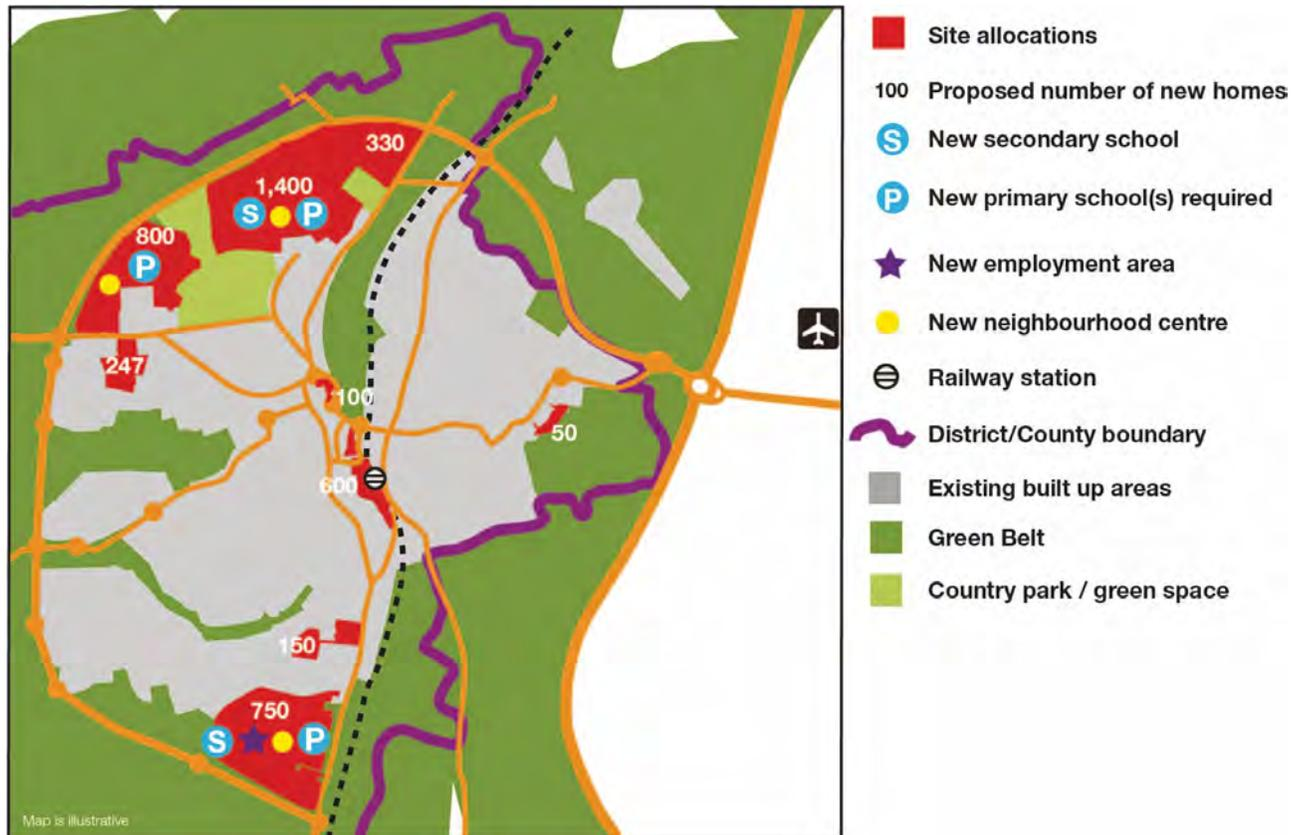 330
1,400
S P
800
P
247
100
50
600
150
750
S P
Map is illustrative
Site allocations
100 Proposed number of new homes
S New secondary school
P New primary school(s) required
New employment area
New neighbourhood centre
Railway station
District/County boundary
Existing built up areas
Green Belt
Country park / green space